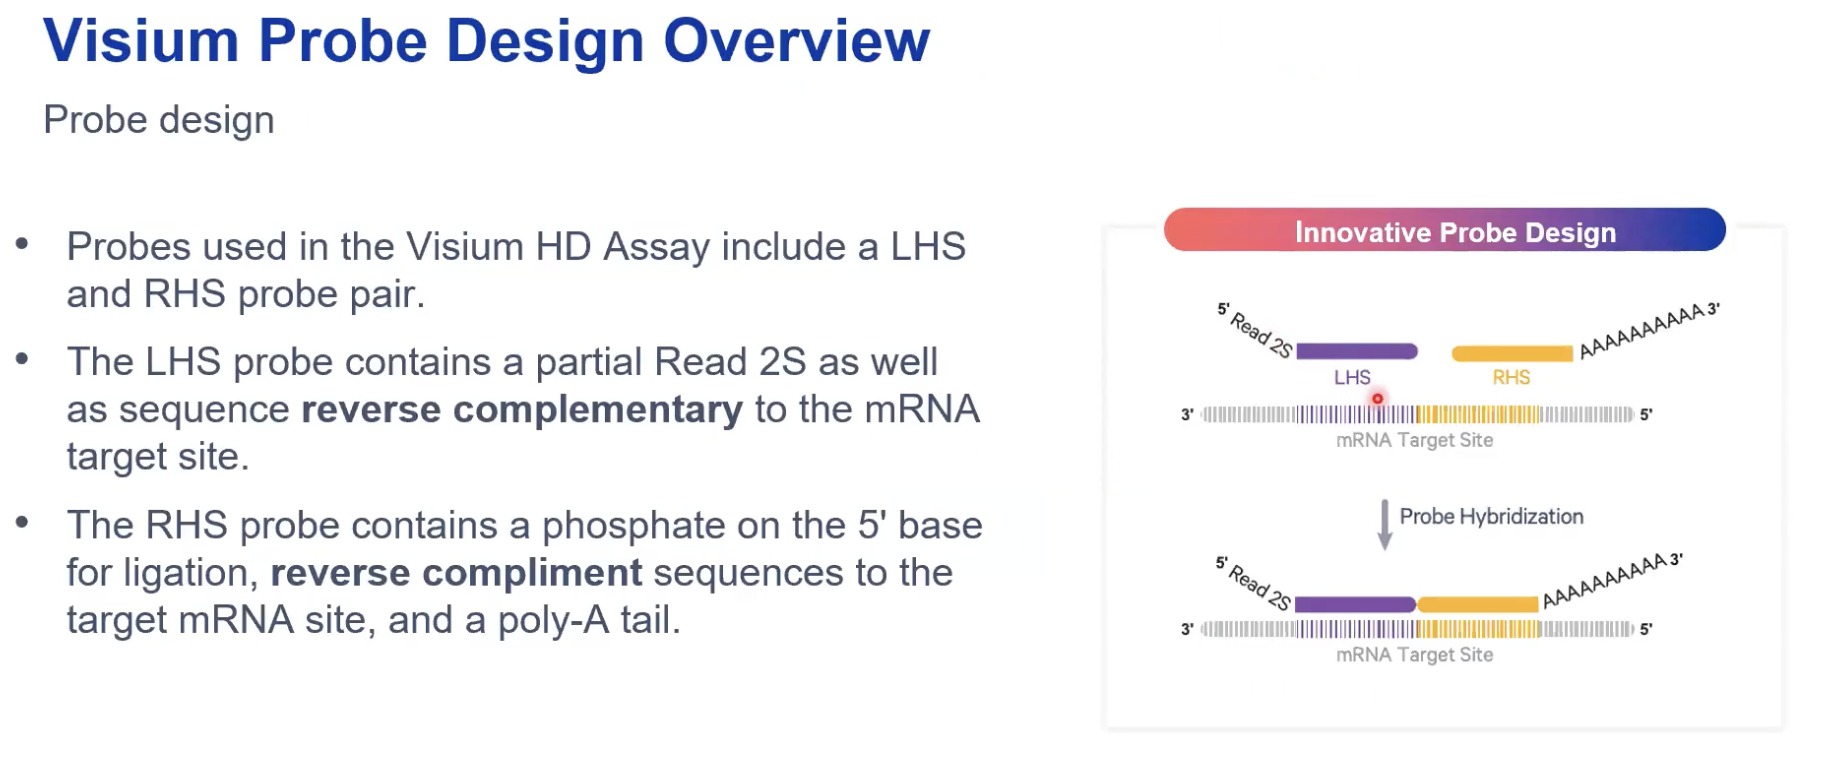 Visium Probe Design Overview
Probe design
• Probes used in the Visium HD Assay include a LHS
and RHS probe pair.
• The LHS probe contains a partial Read 2S as well
as sequence reverse complementary to the mRNA
target site.
• The RHS probe contains a phosphate on the 5' base
for ligation, reverse compliment sequences to the
target mRNA site, and a poly-A tail.
Innovative Probe Design
5' Read 2S
AAAAAAAAAA 3'
LHS
RHS
3'
5'
mRNA Target Site
Probe Hybridization
5' Read 2S
AAAAAAAAAA 3'
3'
5'
mRNA Target Site